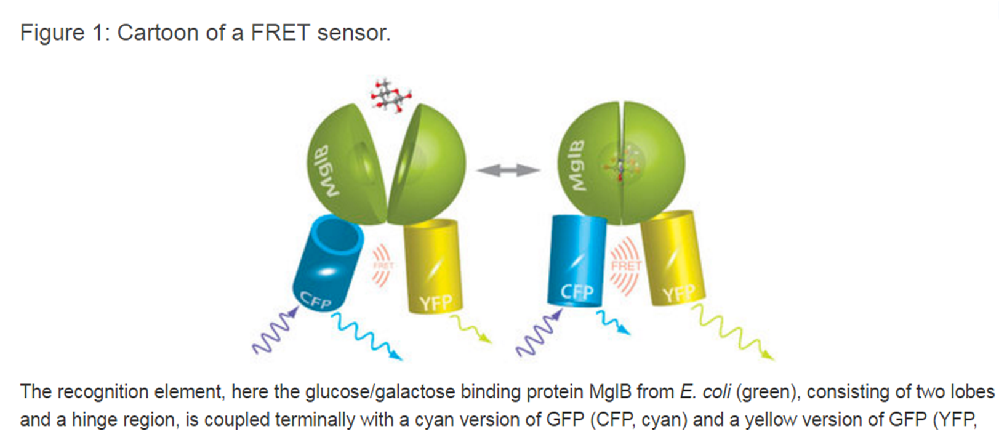 Figure 1: Cartoon of a FRET sensor.
MglB
MglB
FRET
FRET
CFP
YFP
CFP
YFP
The recognition element, here the glucose/galactose binding protein MglB from E. coli (green), consisting of two lobes
and a hinge region, is coupled terminally with a cyan version of GFP (CFP, cyan) and a yellow version of GFP (YFP,